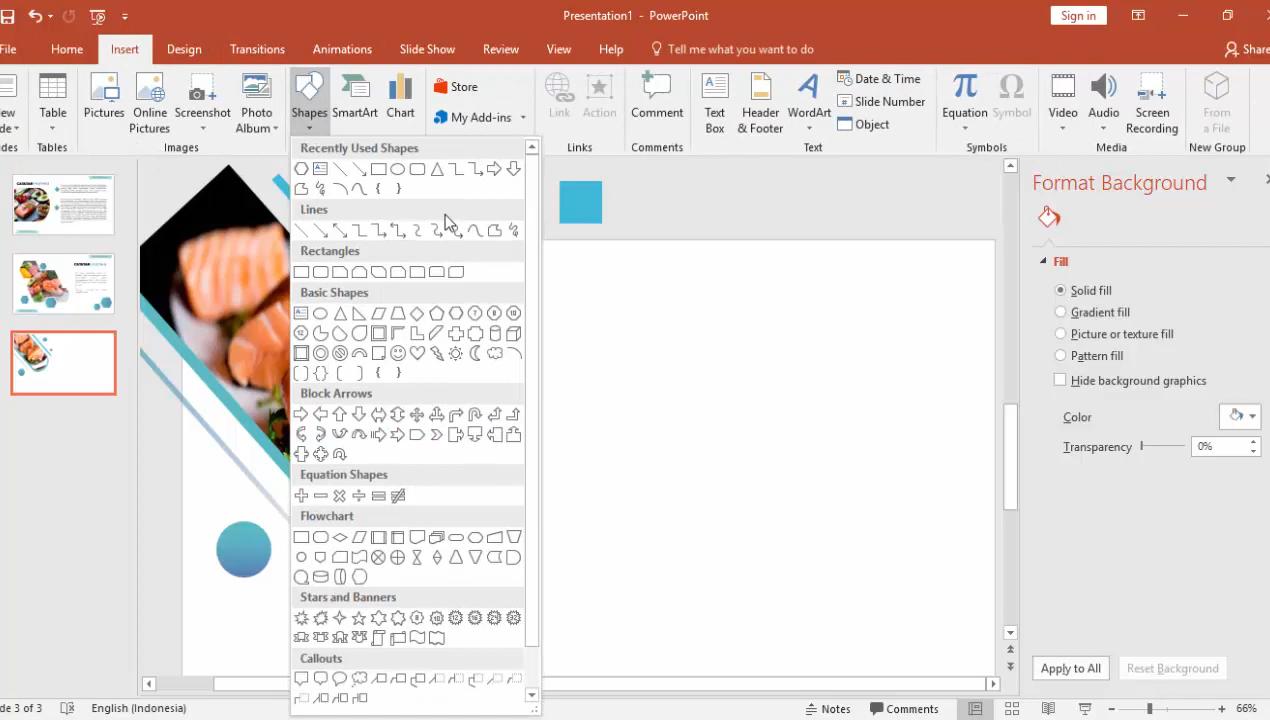 Presentation1 - PowerPoint
Sign in
File Home Insert Design Transitions Animations Slide Show Review View Help Tell me what you want to do Share
Table
Pictures
Online Pictures
Screenshot
Photo Album
Shapes
SmartArt
Chart
Store
My Add-ins
Link
Action
Comment
Text Box
Header & Footer
WordArt
Date & Time
Slide Number
Object
Equation
Symbol
Video
Audio
Screen Recording
From a File
Tables
Images
Links
Comments
Text
Symbols
Media
New Group
Recently Used Shapes
Lines
Rectangles
Basic Shapes
Block Arrows
Equation Shapes
Flowchart
Stars and Banners
Callouts
Format Background
Fill
Solid fill
Gradient fill
Picture or texture fill
Pattern fill
Hide background graphics
Color
Transparency 0%
Apply to All
Reset Background
de 3 of 3
English (Indonesia)
Notes
Comments
66%